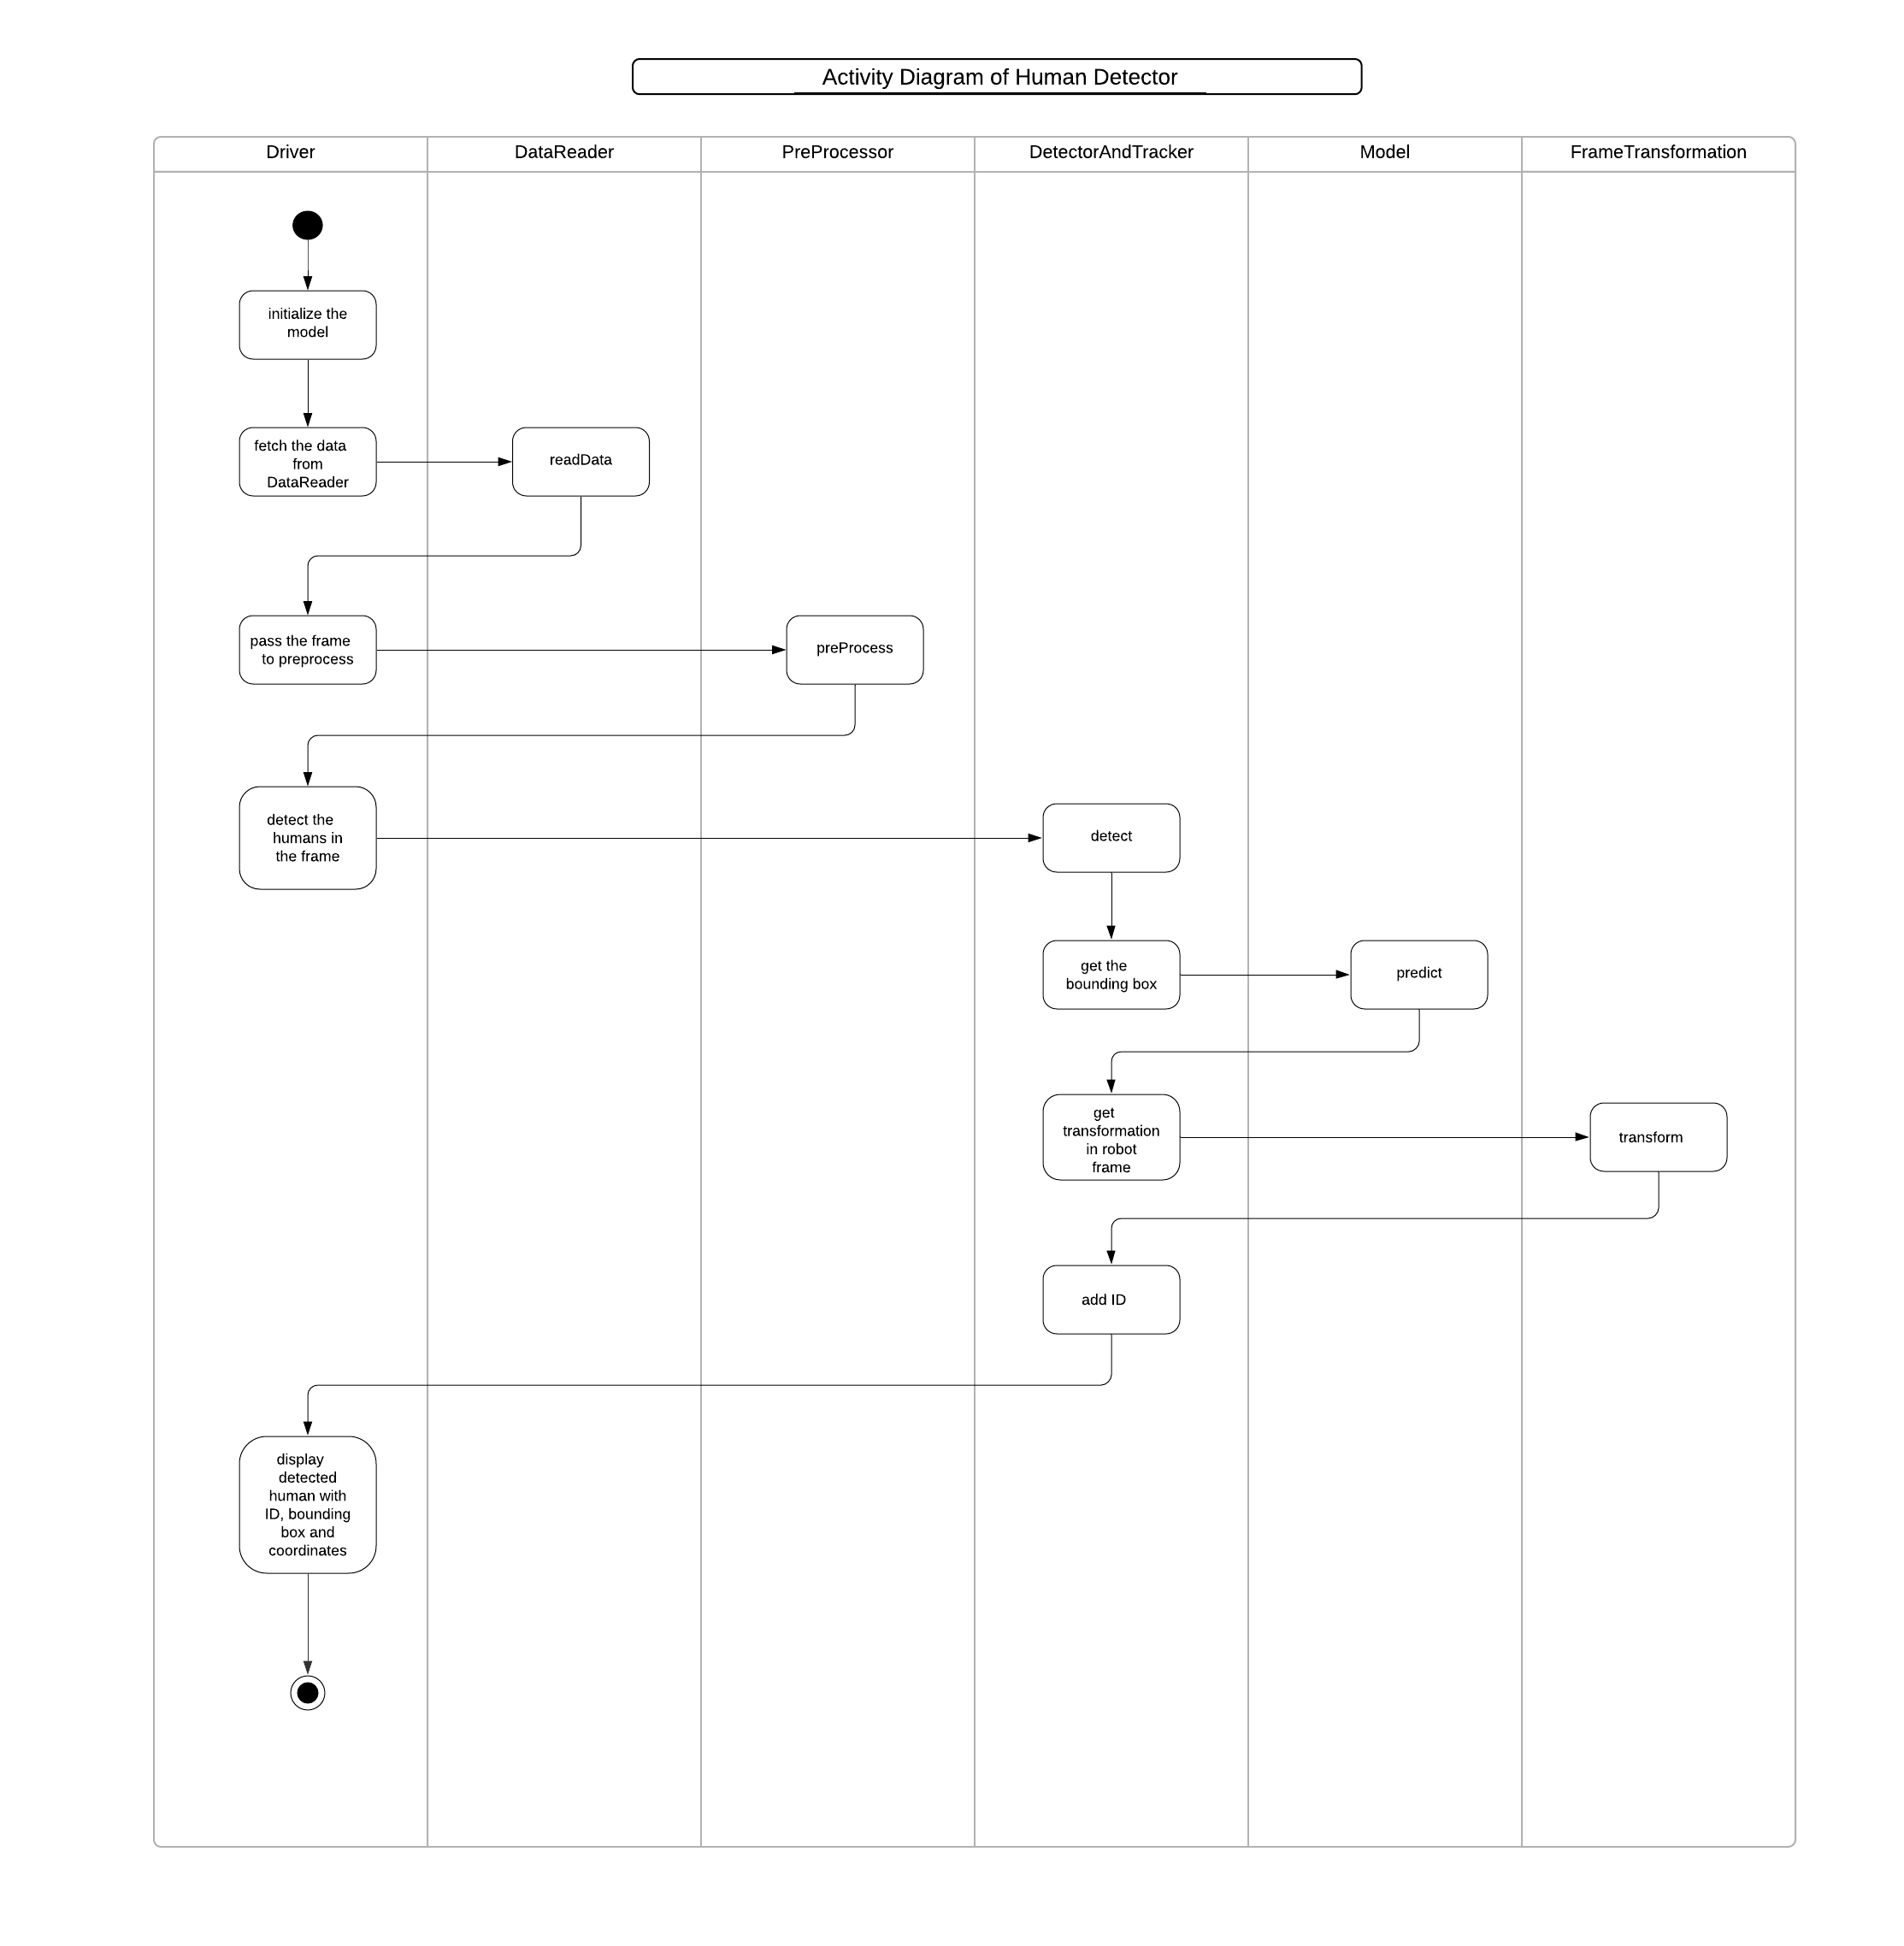 Activity Diagram of Human Detector
Driver
DataReader
PreProcessor
DetectorAndTracker
Model
FrameTransformation
initialize the
model
fetch the data
from
DataReader
readData
pass the frame
to preprocess
preProcess
detect the
humans in
the frame
detect
get the
bounding box
predict
get
transformation
in robot
frame
transform
add ID
display
detected
human with
ID, bounding
box and
coordinates